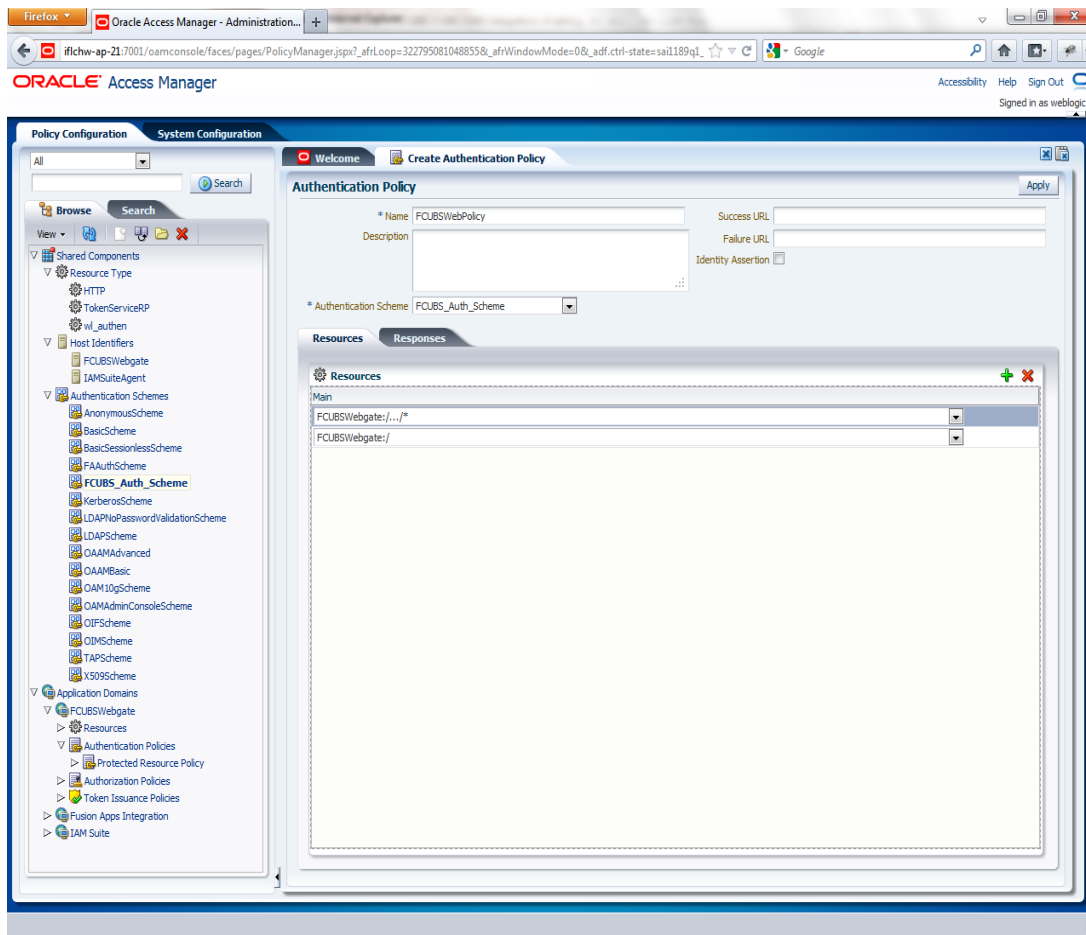 Firefox
Oracle Access Manager - Administration...
iflchw-ap-21:7001/oamconsole/faces/pages/PolicyManager.jspx?_afrLoop=322795081048855&_afrWindowMode=0&_adf.ctrl-state=sai1189q1_
Google
ORACLE Access Manager
Accessibility Help Sign Out
Signed in as weblogic
Policy Configuration System Configuration
All
Search
Browse Search
View
Shared Components
Resource Type
HTTP
TokenServiceRP
wl_authen
Host Identifiers
FCUBSWebgate
IAMSuiteAgent
Authentication Schemes
AnonymousScheme
BasicScheme
BasicSessionlessScheme
FAAuthScheme
FCUBS_Auth_Scheme
KerberosScheme
LDAPNoPasswordValidationScheme
LDAPScheme
OAAMAdvanced
OAAMBasic
OAM10gScheme
OAMAdminConsoleScheme
OIFScheme
OIMScheme
TAPScheme
X509Scheme
Application Domains
FCUBSWebgate
Resources
Authentication Policies
Protected Resource Policy
Authorization Policies
Token Issuance Policies
Fusion Apps Integration
IAM Suite
Welcome Create Authentication Policy
Authentication Policy
Apply
* Name FCUBSWebPolicy
Description
* Authentication Scheme FCUBS_Auth_Scheme
Success URL
Failure URL
Identity Assertion
Resources Responses
Resources
Main
FCUBSWebgate:/.../*
FCUBSWebgate:/